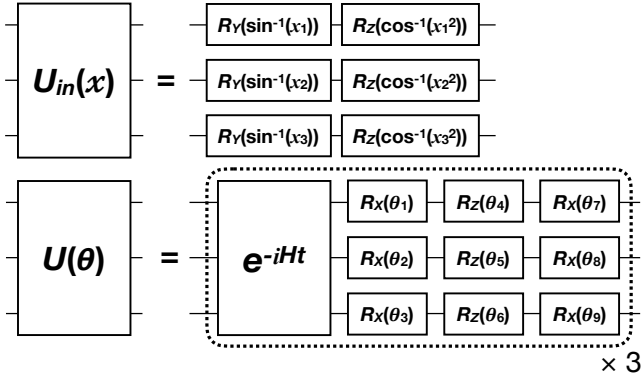 U_in(x) = R_Y(sin⁻¹(x₁)) R_Z(cos⁻¹(x₁²))
R_Y(sin⁻¹(x₂)) R_Z(cos⁻¹(x₂²))
R_Y(sin⁻¹(x₃)) R_Z(cos⁻¹(x₃²))
U(θ) = e^-iHt R_X(θ₁) R_Z(θ₄) R_X(θ₇)
R_X(θ₂) R_Z(θ₅) R_X(θ₈)
R_X(θ₃) R_Z(θ₆) R_X(θ₉)
× 3